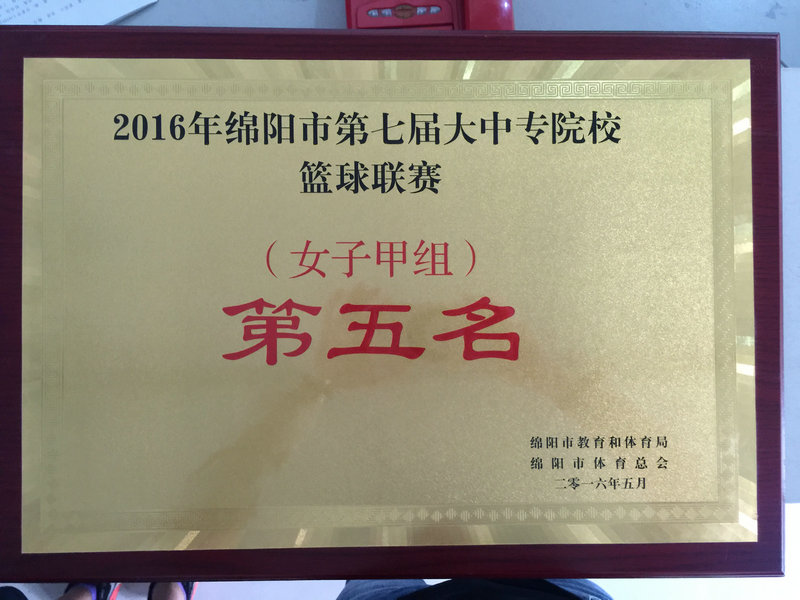 2016年绵阳市第七届大中专院校
篮球联赛
（女子甲组）
第五名
绵阳市教育和体育局
绵阳市体育总会
二零一六年五月